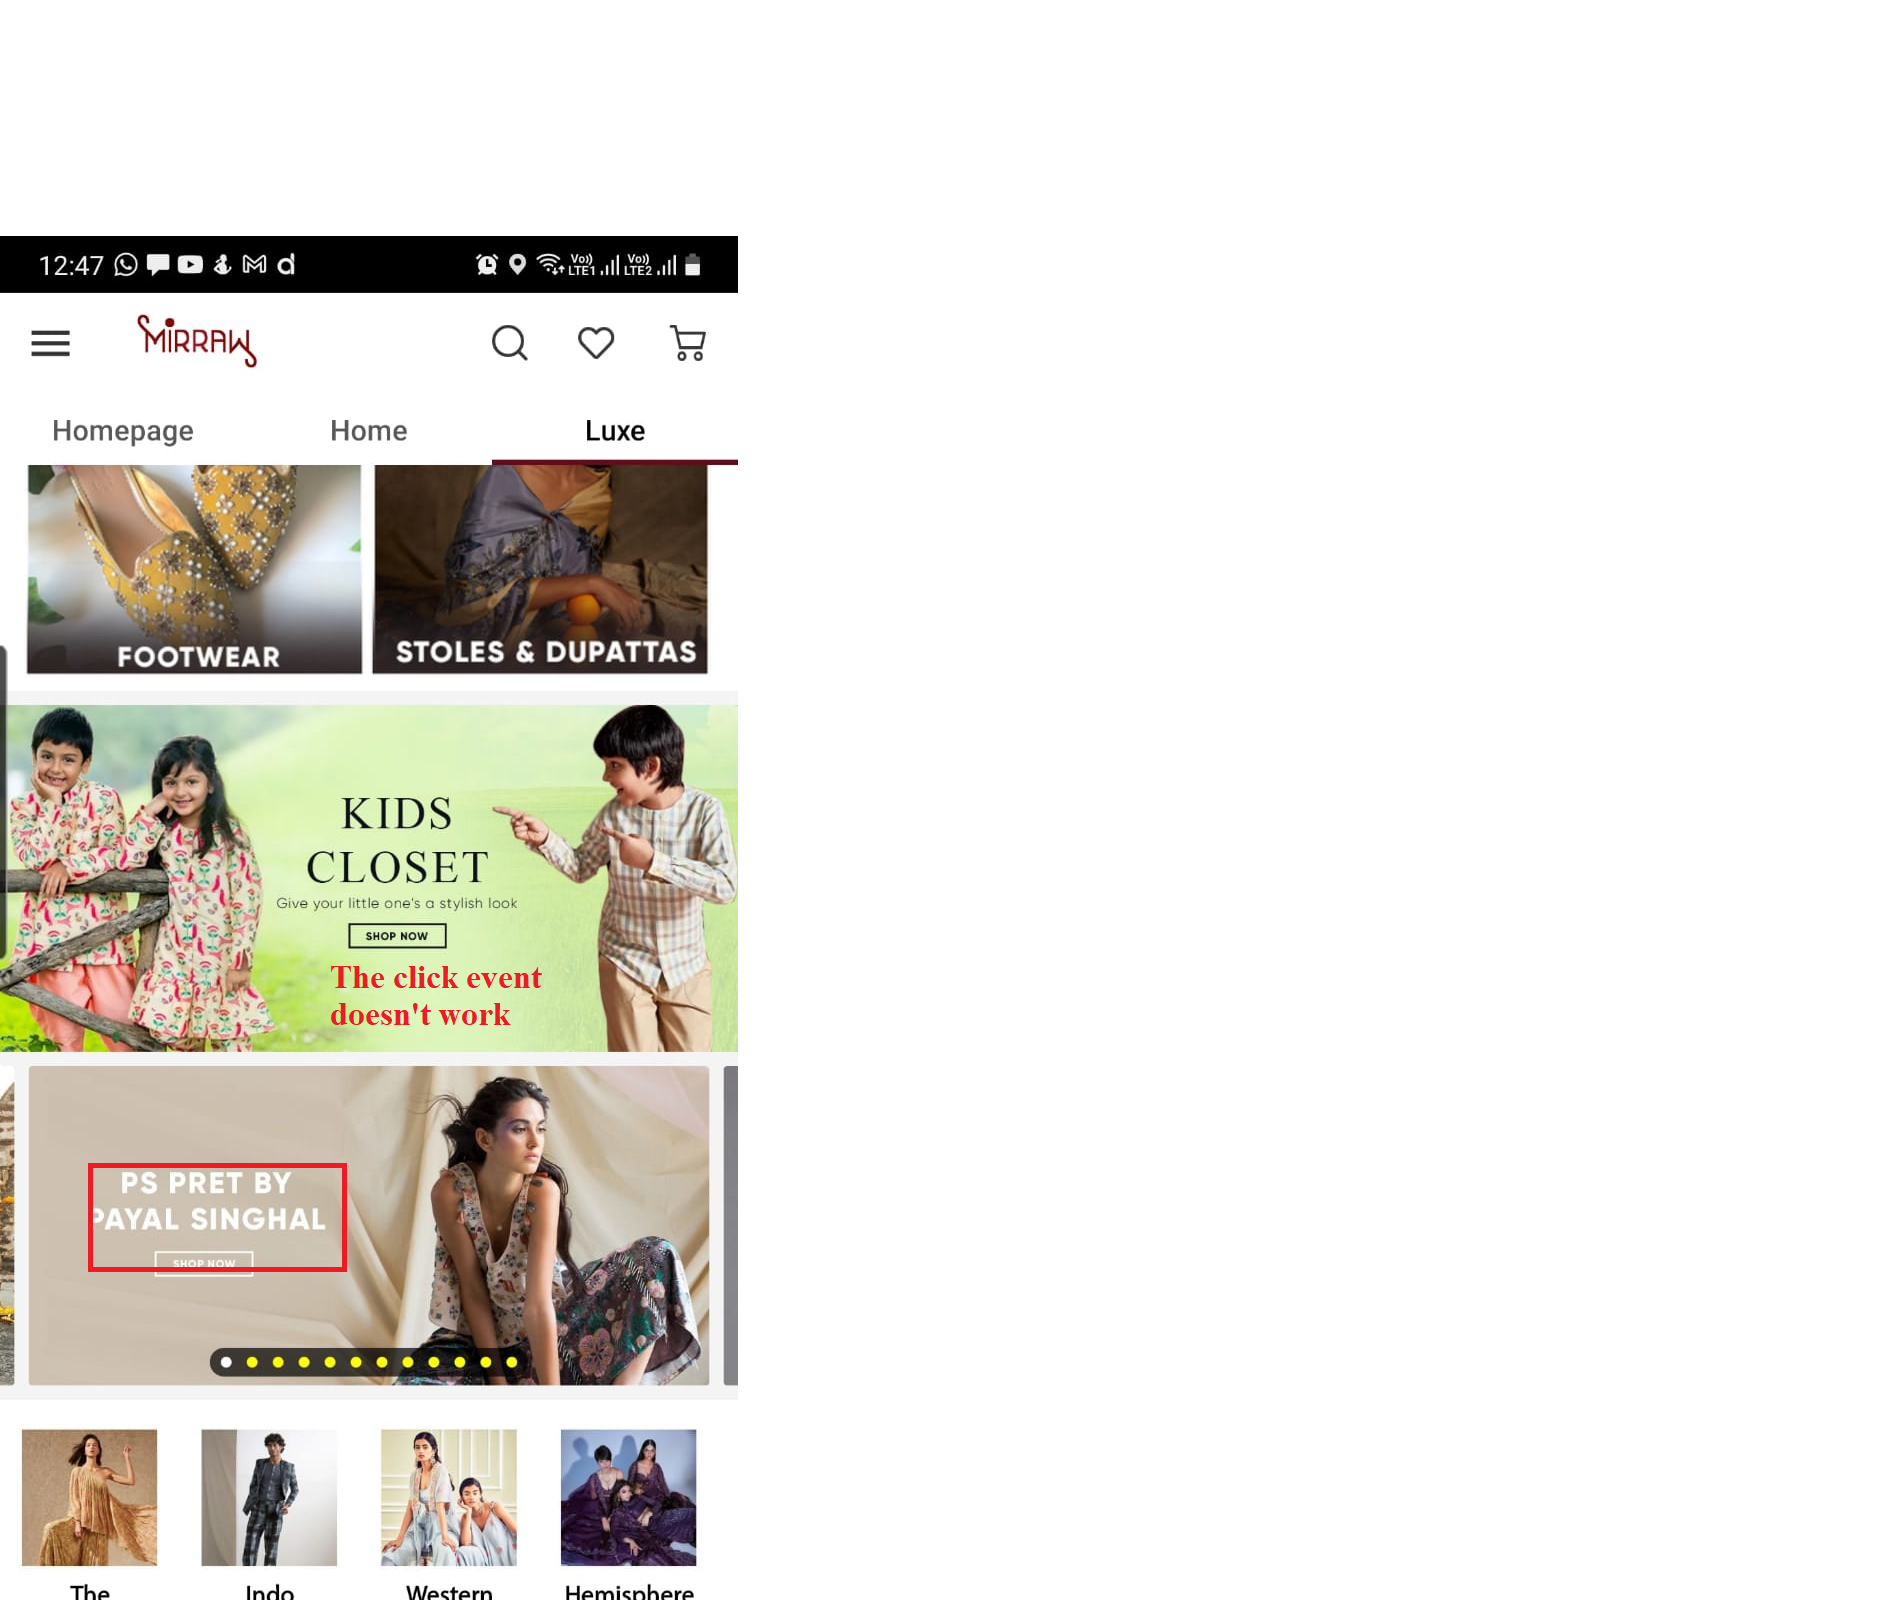 12:47
Vo)) LTE1 Vo)) LTE2
MIRRAW
Homepage Home Luxe
FOOTWEAR STOLES & DUPATTAS
KIDS
CLOSET
Give your little one's a stylish look
SHOP NOW
The click event
doesn't work
PS PRET BY
PAYAL SINGHAL
SHOP NOW
The Indo Western Hemisphere